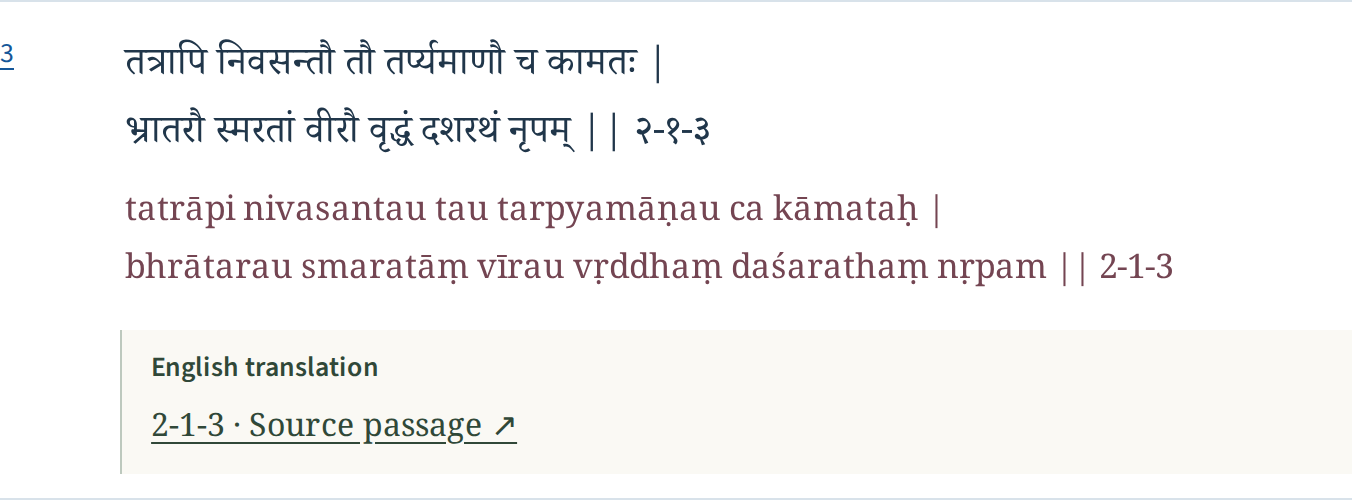 3
तत्रापि निवसन्तौ तौ तर्प्यमाणौ च कामतः |
भ्रातरौ स्मरतां वीरौ वृद्धं दशरथं नृपम् || २-१-३
tatrāpi nivasantau tau tarpyamāṇau ca kāmataḥ |
bhrātarau smaratāṃ vīrau vṛddhaṃ daśarathaṃ nṛpam || 2-1-3
English translation
2-1-3 · Source passage ↗